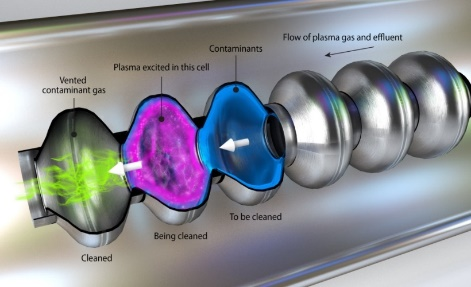 Contaminants
Flow of plasma gas and effluent
Plasma excited in this cell
Vented
contaminant gas
To be cleaned
Being cleaned
Cleaned